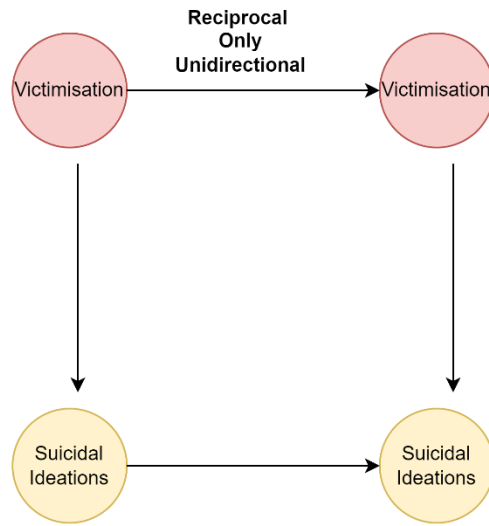 Reciprocal
Only
Unidirectional
Victimisation
Victimisation
Suicidal
Ideations
Suicidal
Ideations